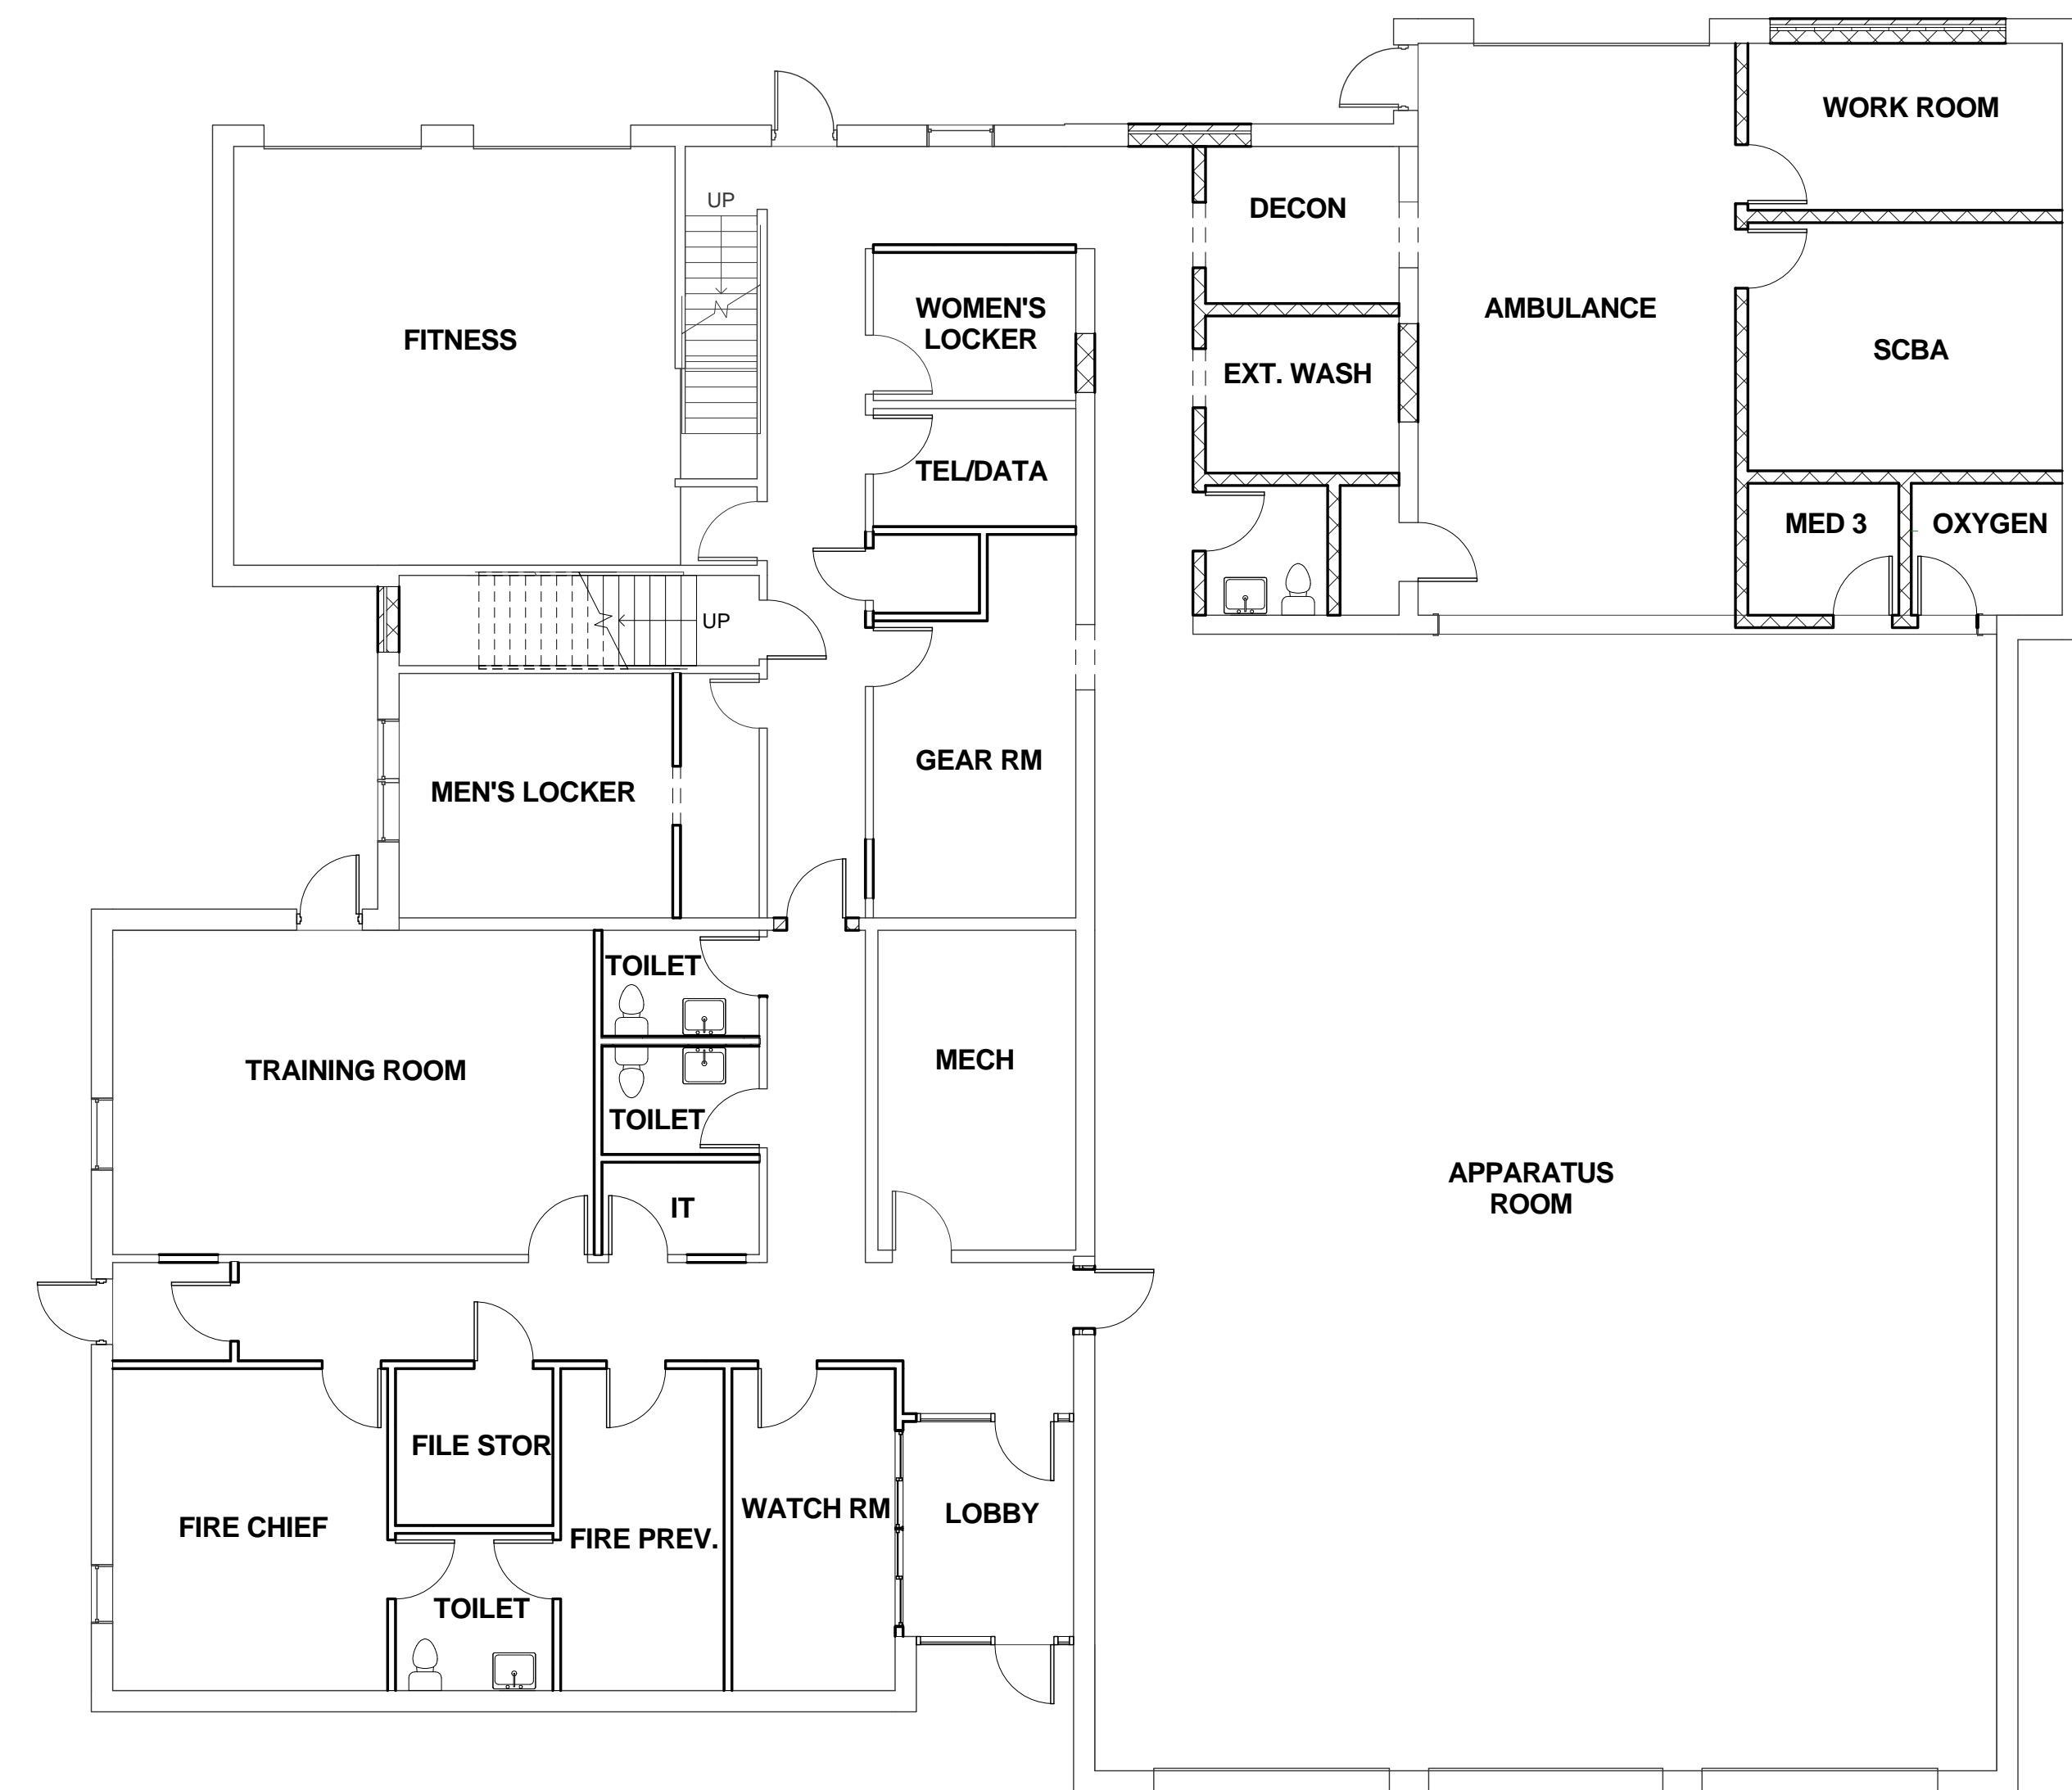 WORK ROOM
UP
DECON
WOMEN'S
LOCKER
AMBULANCE
FITNESS
SCBA
EXT. WASH
TEL/DATA
MED 3
OXYGEN
UP
GEAR RM
MEN'S LOCKER
TOILET
TRAINING ROOM
MECH
TOILET
APPARATUS
ROOM
IT
FILE STOR
WATCH RM
LOBBY
FIRE CHIEF
FIRE PREV.
TOILET